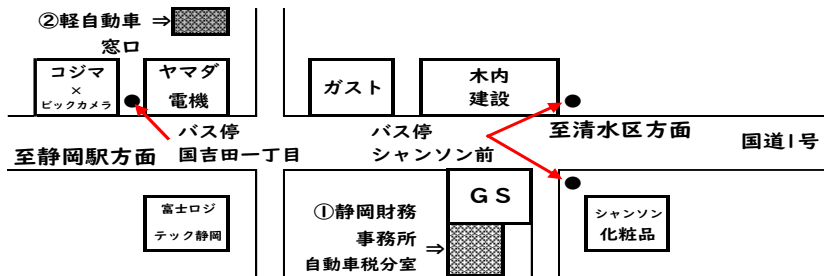 ②軽自動車 ⇒
窓口
コジマ
×
ビックカメラ
ヤマダ
電機
ガスト
木内
建設
バス停
国吉田一丁目
バス停
シャンソン前
至静岡駅方面
至清水区方面
国道1号
富士ロジ
テック静岡
①静岡財務
事務所
自動車税分室
⇒
GS
シャンソン
化粧品